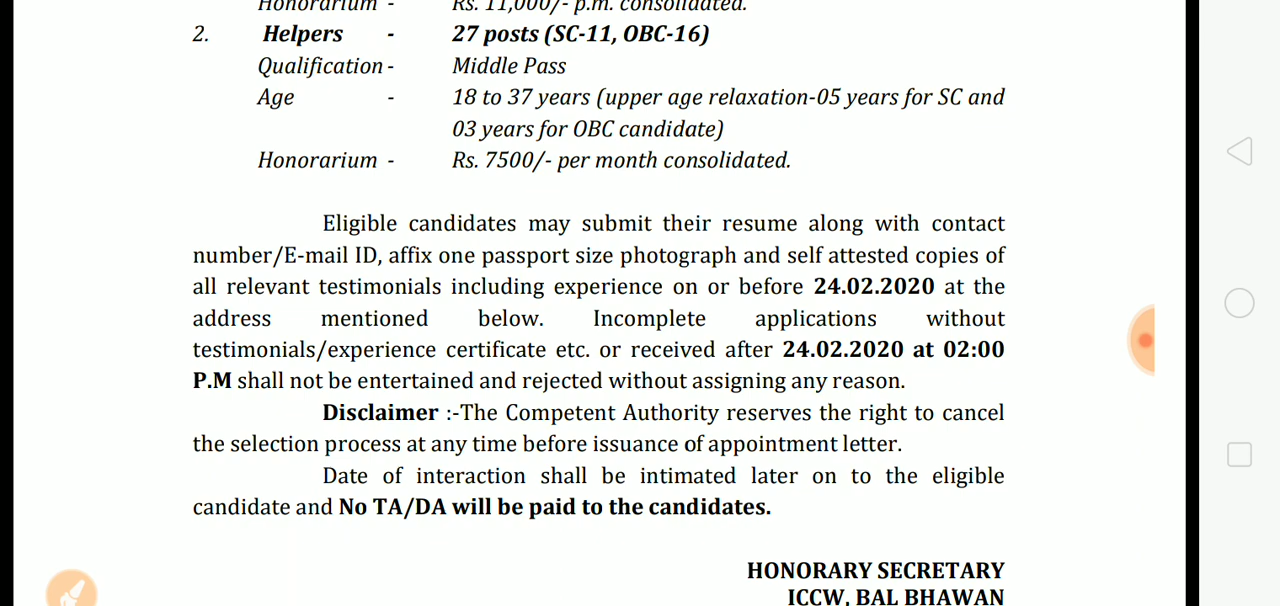 Honorarium - Rs. 11,000/- p.m. consolidated.
2. Helpers - 27 posts (SC-11, OBC-16)
Qualification - Middle Pass
Age - 18 to 37 years (upper age relaxation-05 years for SC and
03 years for OBC candidate)
Honorarium - Rs. 7500/- per month consolidated.
Eligible candidates may submit their resume along with contact
number/E-mail ID, affix one passport size photograph and self attested copies of
all relevant testimonials including experience on or before 24.02.2020 at the
address mentioned below. Incomplete applications without
testimonials/experience certificate etc. or received after 24.02.2020 at 02:00
P.M shall not be entertained and rejected without assigning any reason.
Disclaimer :-The Competent Authority reserves the right to cancel
the selection process at any time before issuance of appointment letter.
Date of interaction shall be intimated later on to the eligible
candidate and No TA/DA will be paid to the candidates.
HONORARY SECRETARY
ICCW, BAL BHAWAN